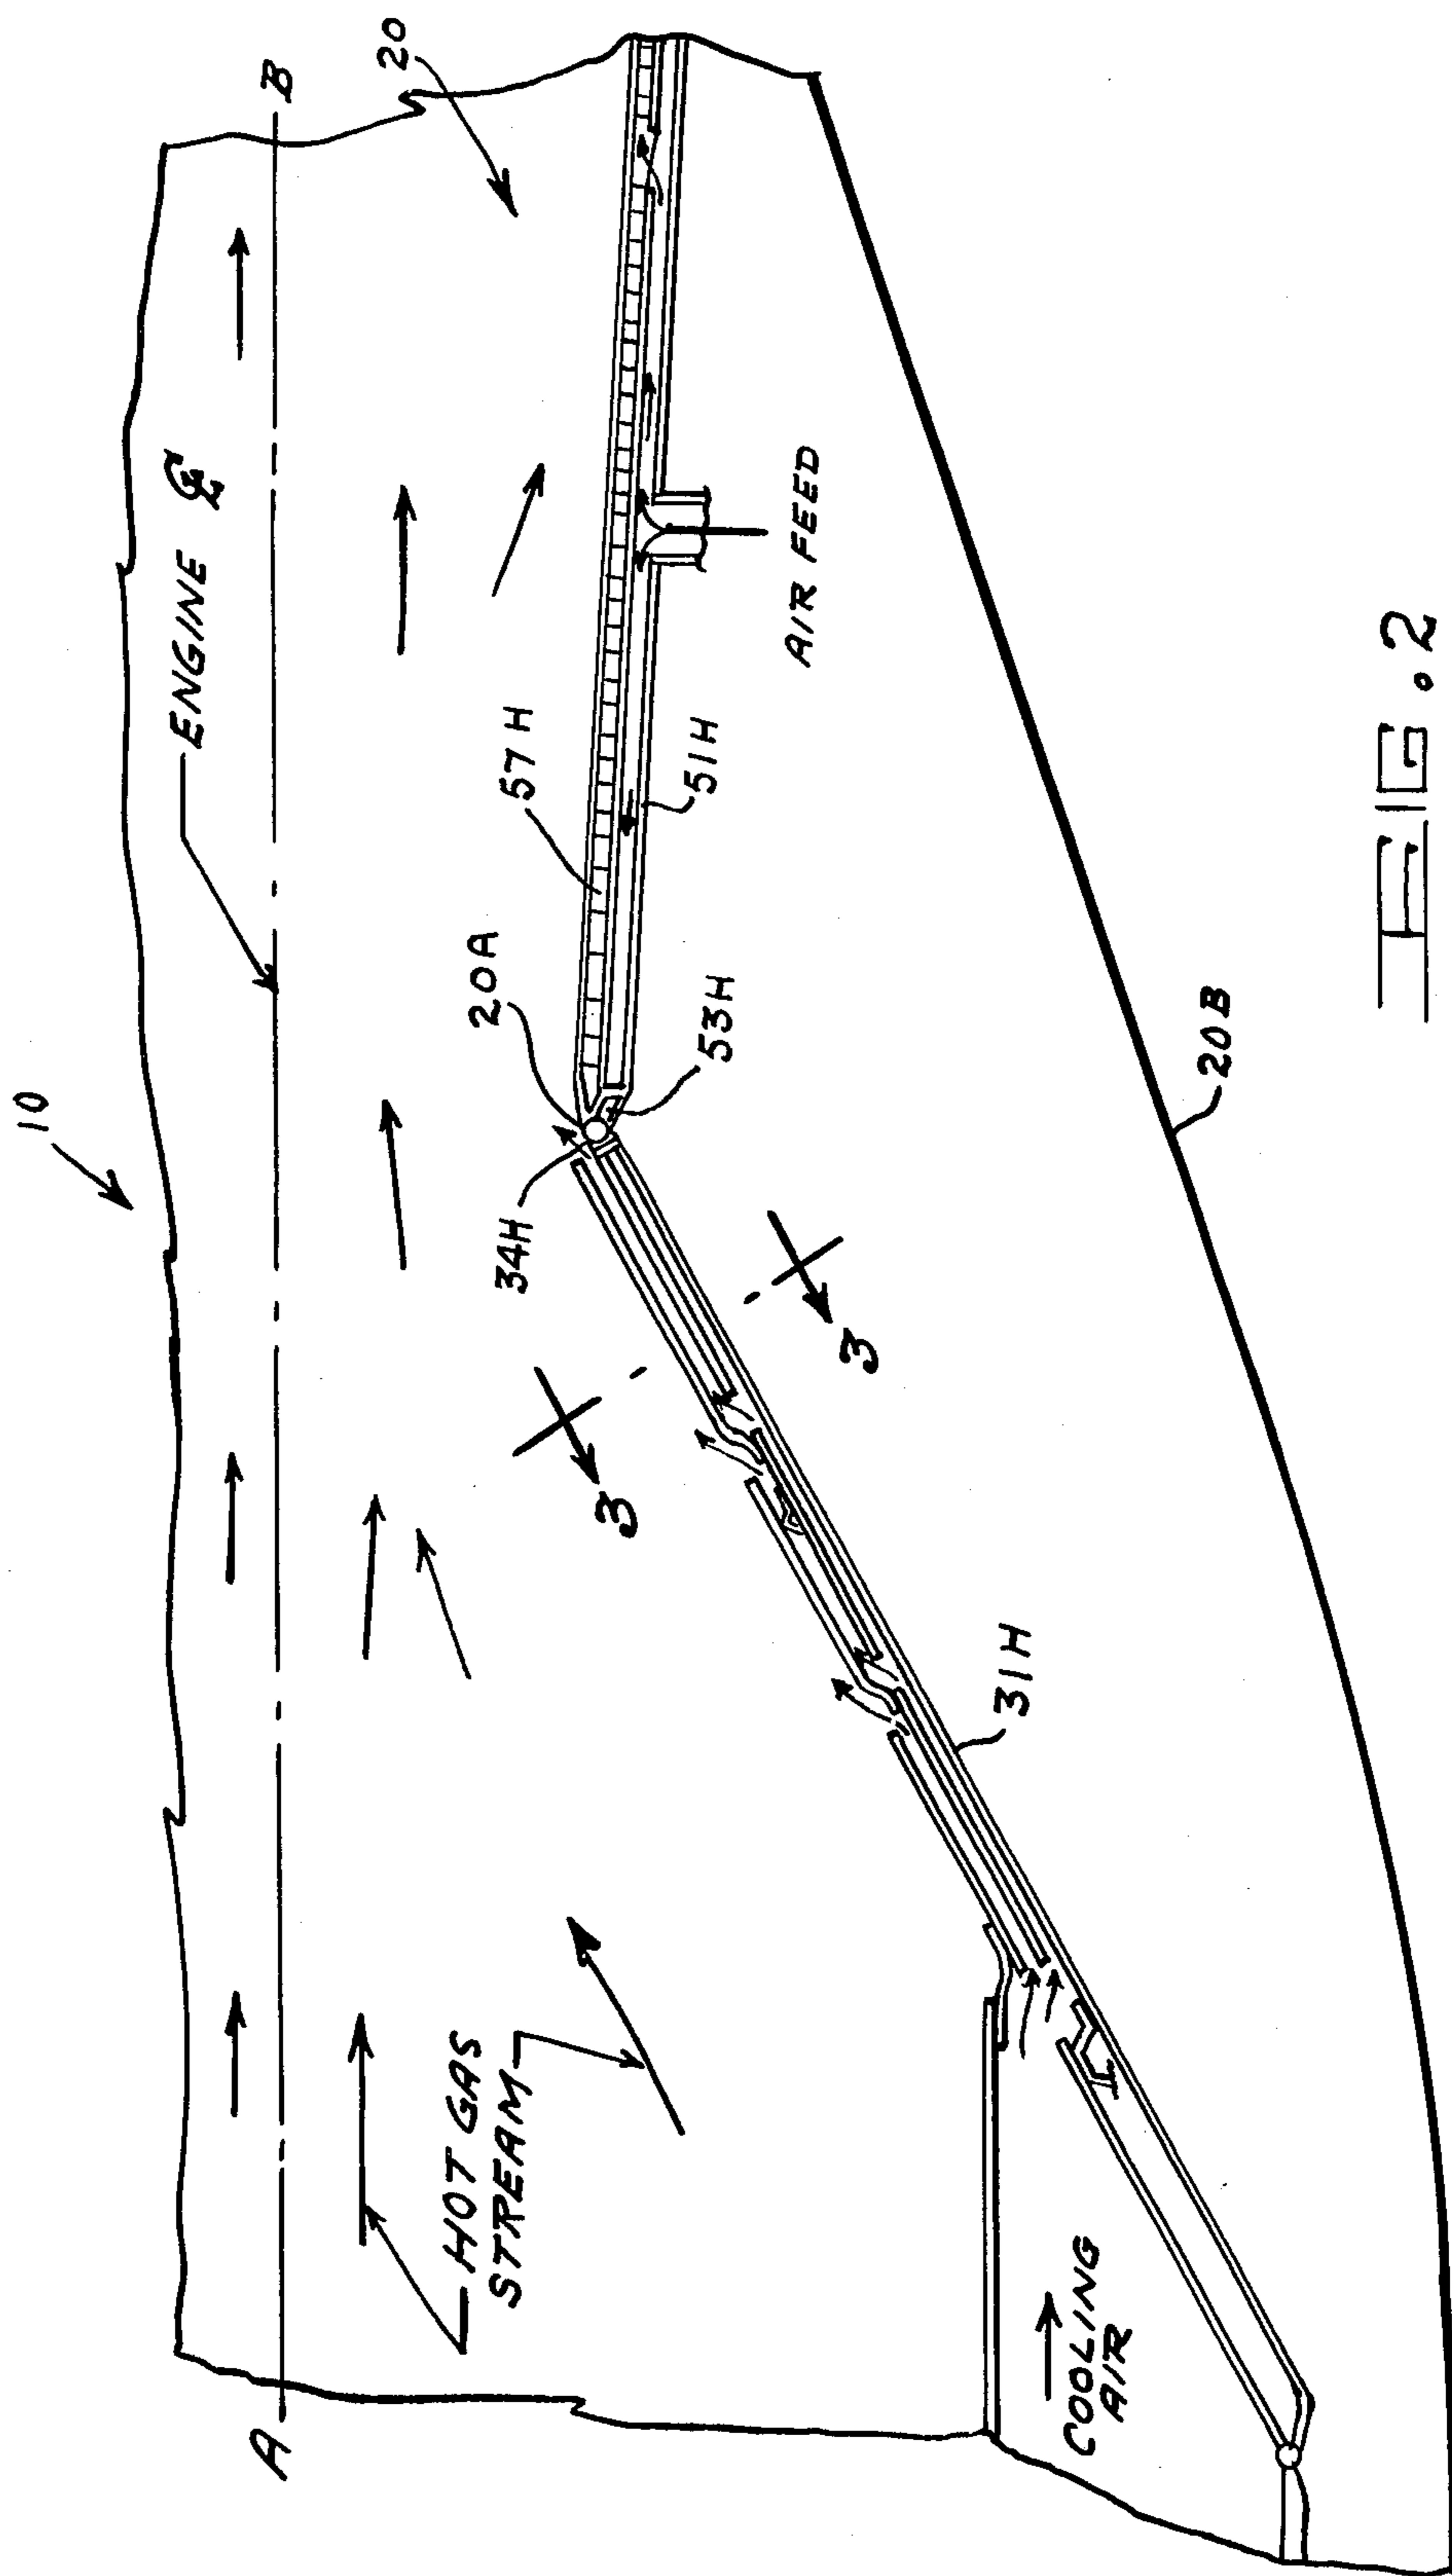 10
ENGINE ℄
A
B
20
HOT GAS
STREAM
57H
20A
34H
53H
51H
AIR FEED
3
3
31H
COOLING
AIR
20B
FIG. 2